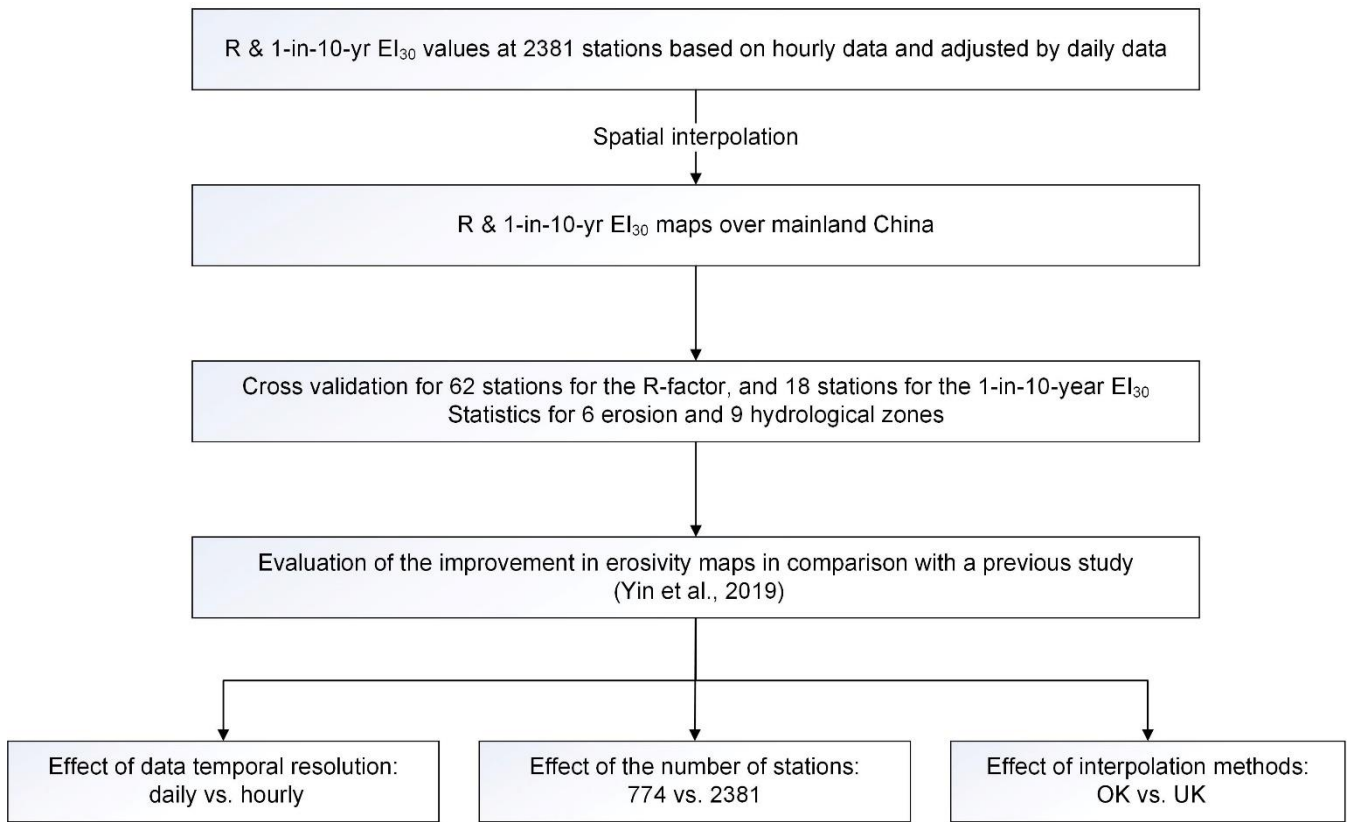 R & 1-in-10-yr EI₃₀ values at 2381 stations based on hourly data and adjusted by daily data
Spatial interpolation
R & 1-in-10-yr EI₃₀ maps over mainland China
Cross validation for 62 stations for the R-factor, and 18 stations for the 1-in-10-year EI₃₀
Statistics for 6 erosion and 9 hydrological zones
Evaluation of the improvement in erosivity maps in comparison with a previous study
(Yin et al., 2019)
Effect of data temporal resolution:
daily vs. hourly
Effect of the number of stations:
774 vs. 2381
Effect of interpolation methods:
OK vs. UK